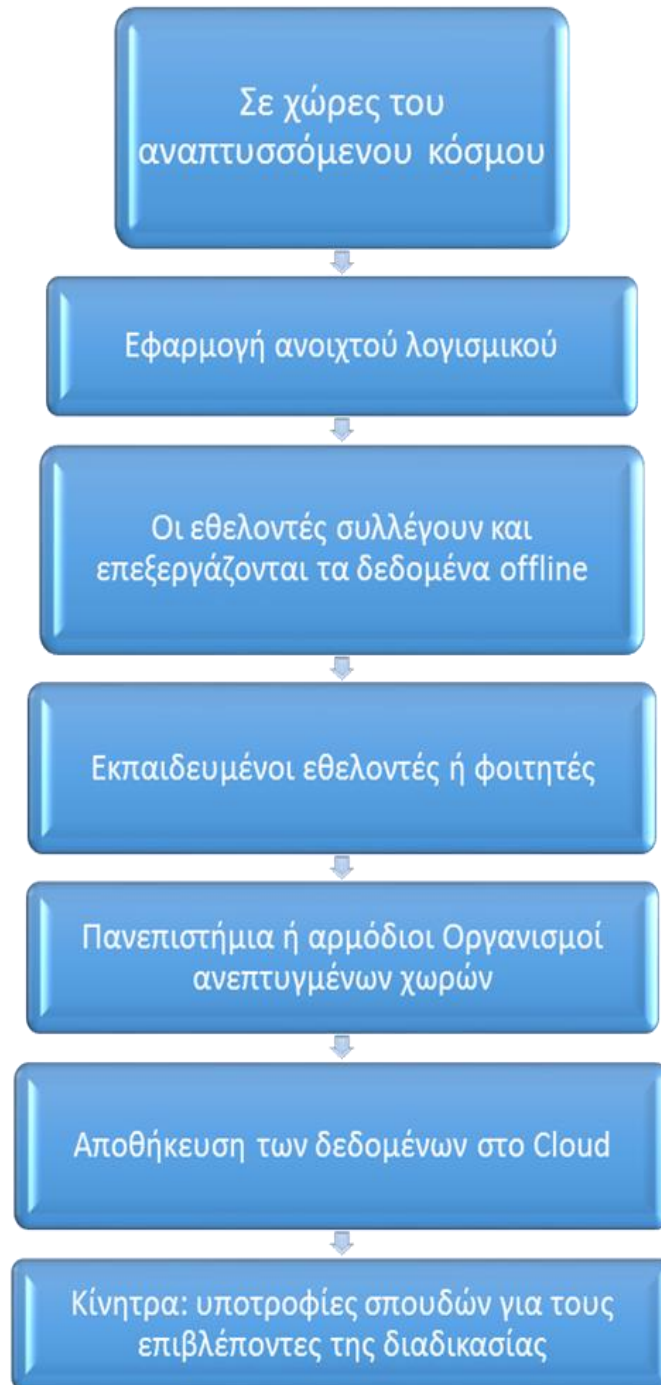 Σε χώρες του
αναπτυσσόμενου κόσμου
Εφαρμογή ανοιχτού λογισμικού
Οι εθελοντές συλλέγουν και
επεξεργάζονται τα δεδομένα offline
Εκπαιδευμένοι εθελοντές ή φοιτητές
Πανεπιστήμια ή αρμόδιοι Οργανισμοί
ανεπτυγμένων χωρών
Αποθήκευση των δεδομένων στο Cloud
Κίνητρα: υποτροφίες σπουδών για τους
επιβλέποντες της διαδικασίας